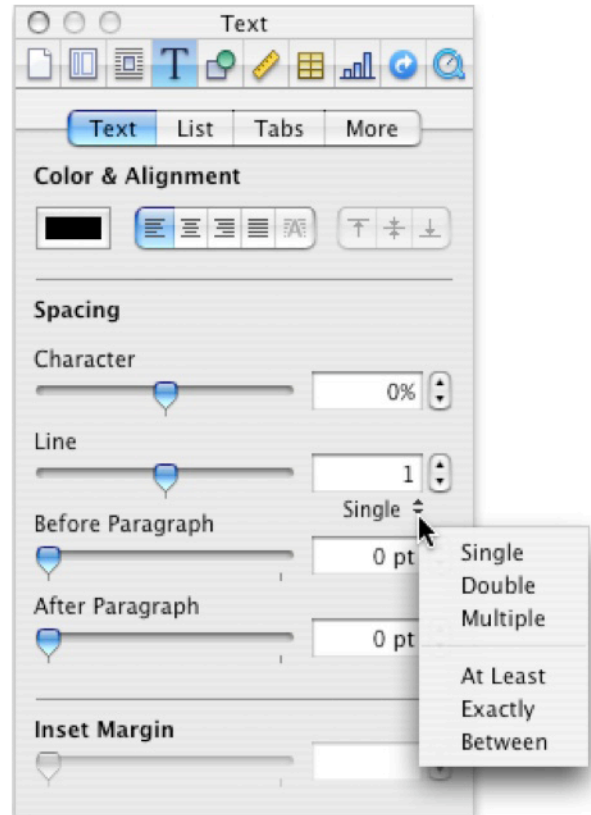 Text
Text List Tabs More
Color & Alignment
Spacing
Character
0%
Line
1
Single
Before Paragraph
0 pt
After Paragraph
0 pt
Inset Margin
Single
Double
Multiple
At Least
Exactly
Between